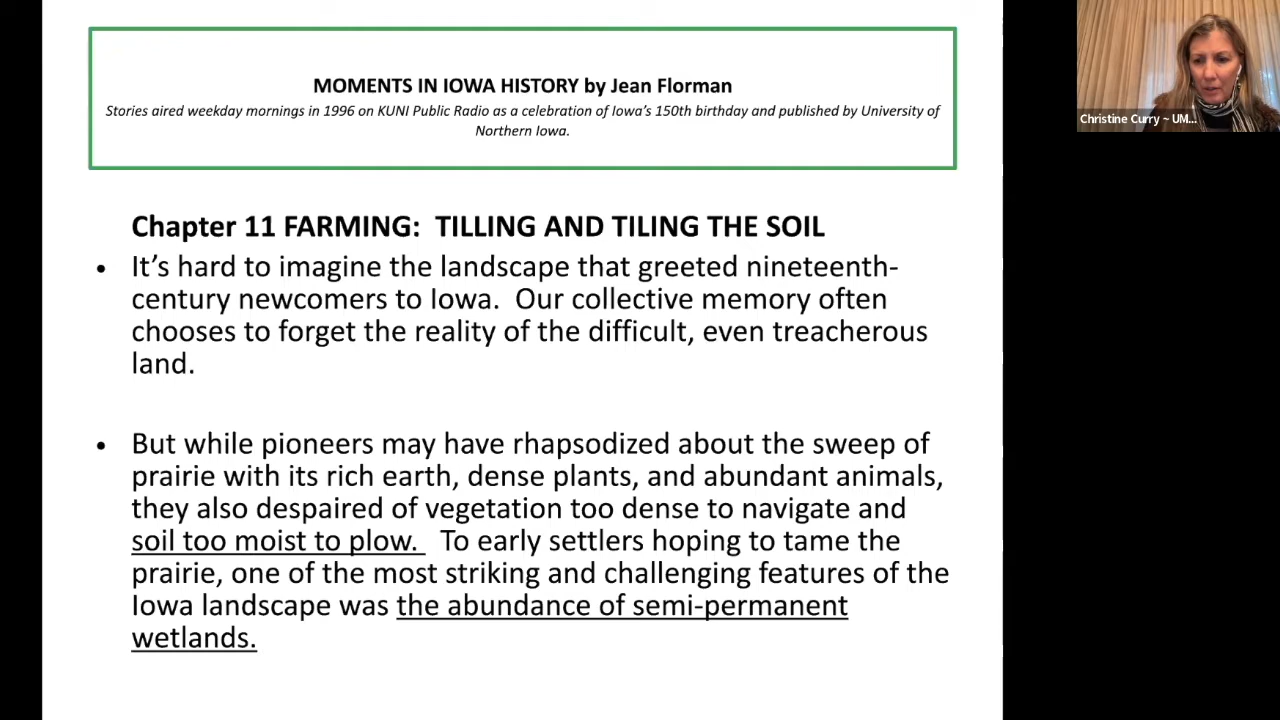 MOMENTS IN IOWA HISTORY by Jean Florman
Stories aired weekday mornings in 1996 on KUNI Public Radio as a celebration of Iowa's 150th birthday and published by University of
Northern Iowa.
Chapter 11 FARMING:  TILLING AND TILING THE SOIL
• It's hard to imagine the landscape that greeted nineteenth-
century newcomers to Iowa.  Our collective memory often
chooses to forget the reality of the difficult, even treacherous
land.
• But while pioneers may have rhapsodized about the sweep of
prairie with its rich earth, dense plants, and abundant animals,
they also despaired of vegetation too dense to navigate and
soil too moist to plow.   To early settlers hoping to tame the
prairie, one of the most striking and challenging features of the
Iowa landscape was the abundance of semi-permanent
wetlands.
Christine Curry ~ UM...